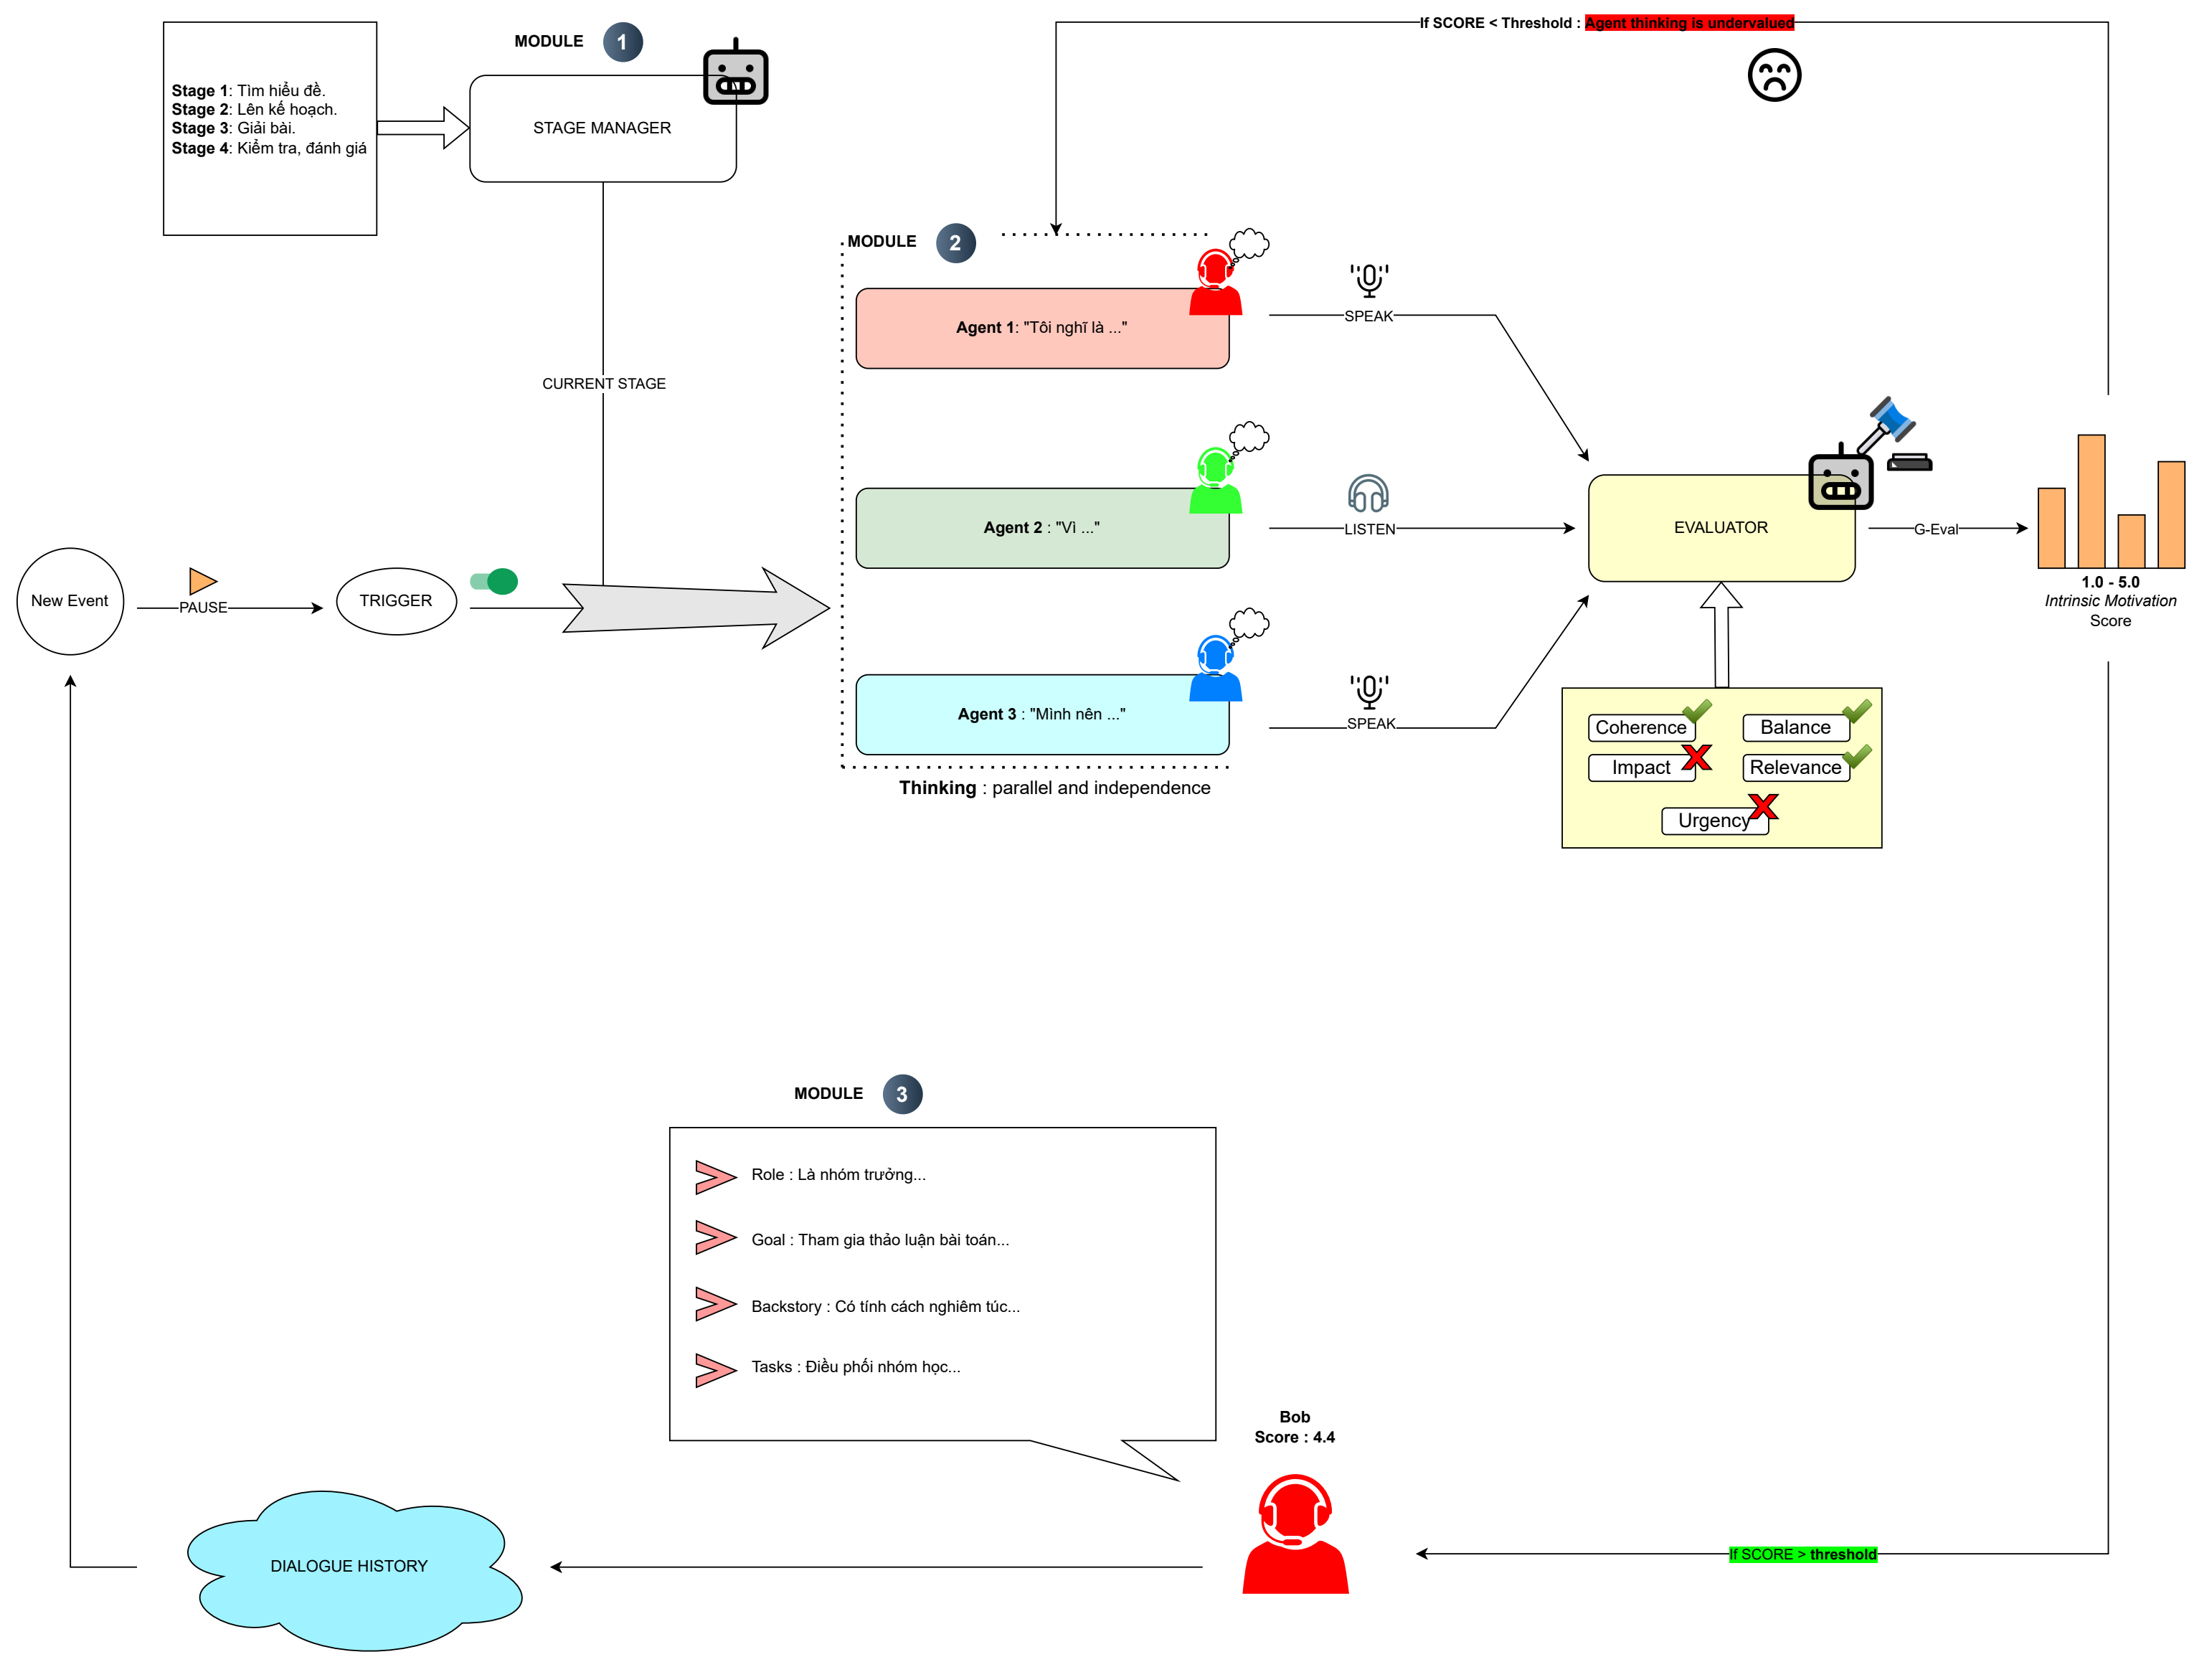 If SCORE < Threshold : Agent thinking is undervalued
MODULE 1
Stage 1: Tìm hiểu đề.
Stage 2: Lên kế hoạch.
Stage 3: Giải bài.
Stage 4: Kiểm tra, đánh giá
STAGE MANAGER
CURRENT STAGE
MODULE 2
Agent 1: "Tôi nghĩ là ..."
SPEAK
Agent 2 : "Vì ..."
LISTEN
Agent 3 : "Mình nên ..."
SPEAK
Thinking : parallel and independence
New Event
PAUSE
TRIGGER
EVALUATOR
G-Eval
1.0 - 5.0
Intrinsic Motivation
Score
Coherence
Balance
Impact
Relevance
Urgency
MODULE 3
Role : Là nhóm trưởng...
Goal : Tham gia thảo luận bài toán...
Backstory : Có tính cách nghiêm túc...
Tasks : Điều phối nhóm học...
Bob
Score : 4.4
If SCORE > threshold
DIALOGUE HISTORY